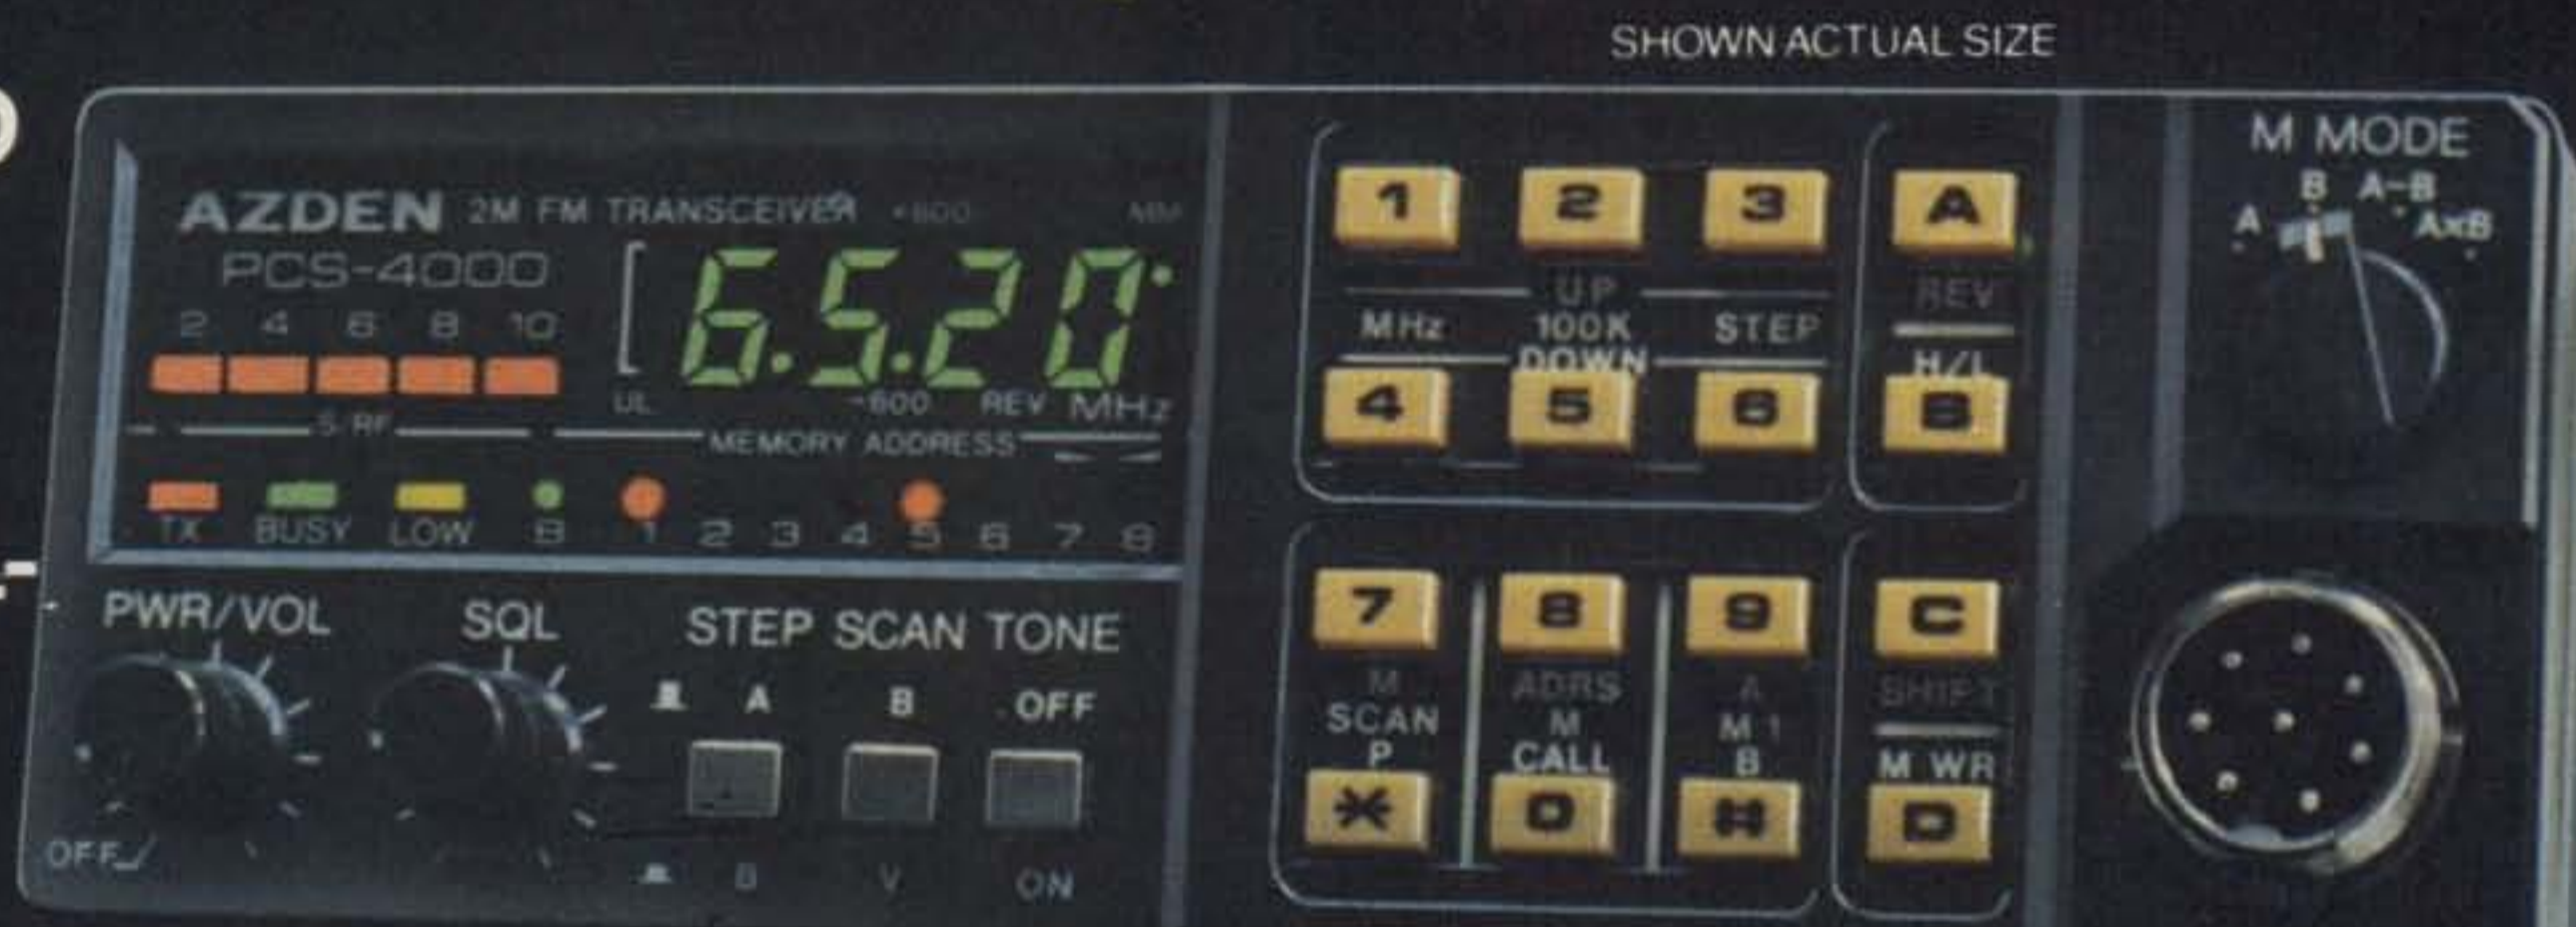 SHOWN ACTUAL SIZE
AZDEN 2M FM TRANSCEIVER
PCS-4000
2 4 6 8 10
6.5.20
UL -600 REV MHz
S/RF
MEMORY ADDRESS
TX BUSY LOW B 1 2 3 4 5 6 7 8
PWR/VOL SQL STEP SCAN TONE
A B OFF
OFF
B V ON
1 2 3 A
UP REV
MHz 100K STEP
DOWN H/L
4 5 6 B
7 8 9 C
M ADRS A SHIFT
SCAN M M 1
P CALL B M WR
* 0 # D
M MODE
A B A-B A×B